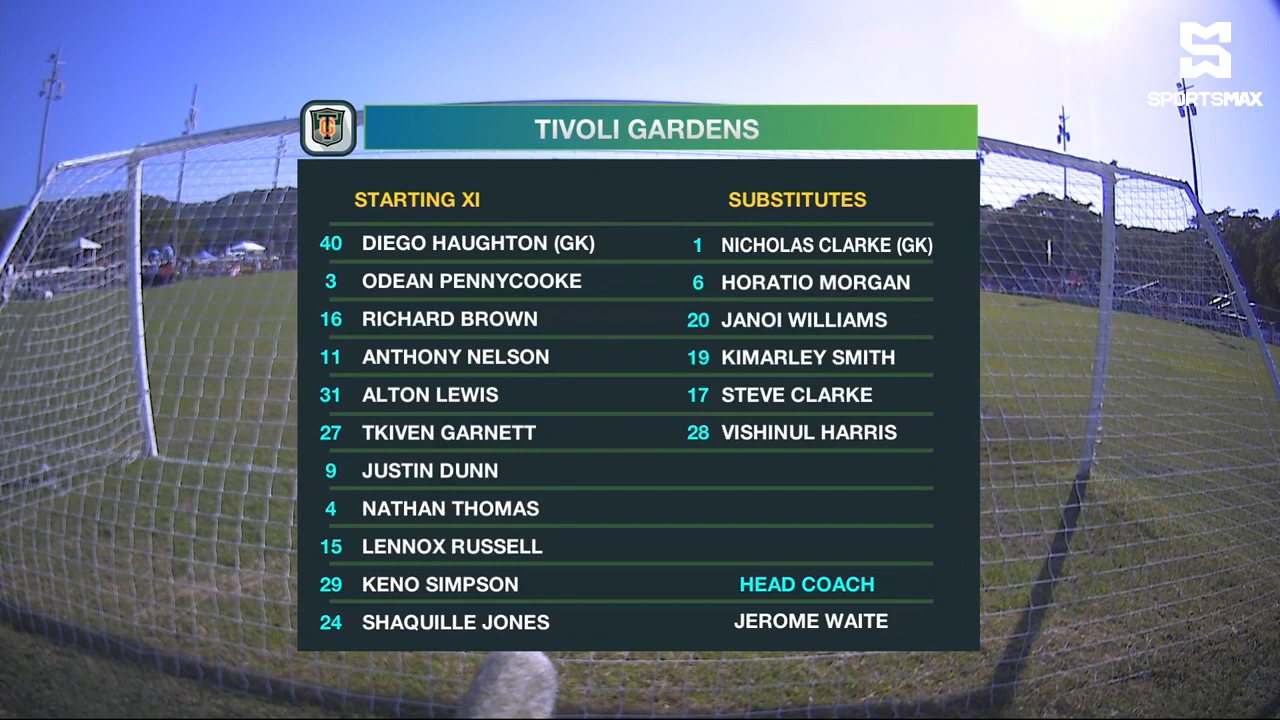 SPORTSMAX
TG
TIVOLI GARDENS
STARTING XI
40 DIEGO HAUGHTON (GK)
3 ODEAN PENNYCOOKE
16 RICHARD BROWN
11 ANTHONY NELSON
31 ALTON LEWIS
27 TKIVEN GARNETT
9 JUSTIN DUNN
4 NATHAN THOMAS
15 LENNOX RUSSELL
29 KENO SIMPSON
24 SHAQUILLE JONES
SUBSTITUTES
1 NICHOLAS CLARKE (GK)
6 HORATIO MORGAN
20 JANOI WILLIAMS
19 KIMARLEY SMITH
17 STEVE CLARKE
28 VISHINUL HARRIS
HEAD COACH
JEROME WAITE